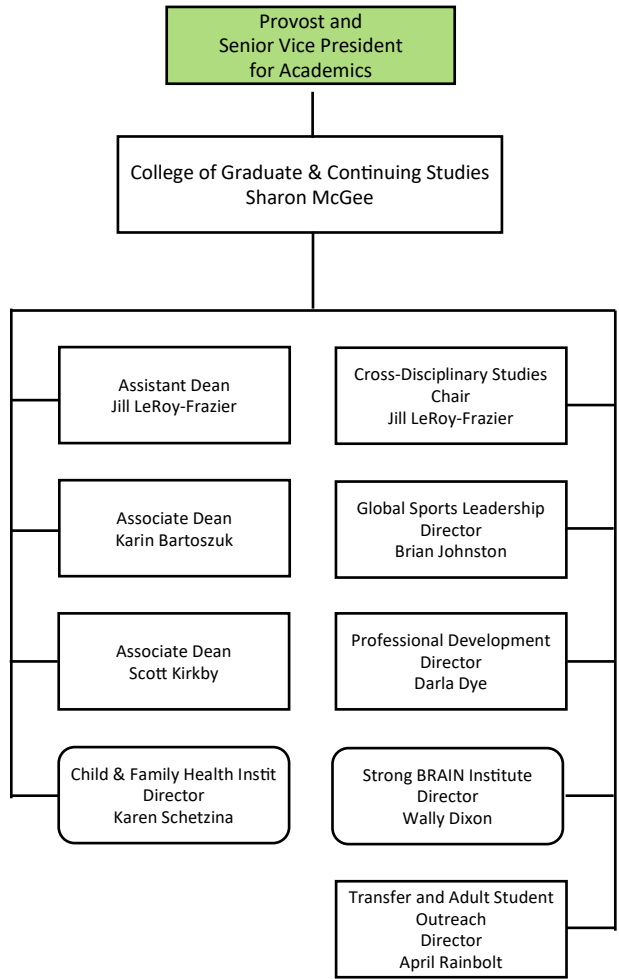 Provost and
Senior Vice President
for Academics
College of Graduate & Continuing Studies
Sharon McGee
Assistant Dean
Jill LeRoy-Frazier
Cross-Disciplinary Studies
Chair
Jill LeRoy-Frazier
Associate Dean
Karin Bartoszuk
Global Sports Leadership
Director
Brian Johnston
Associate Dean
Scott Kirkby
Professional Development
Director
Darla Dye
Child & Family Health Instit
Director
Karen Schetzina
Strong BRAIN Institute
Director
Wally Dixon
Transfer and Adult Student
Outreach
Director
April Rainbolt